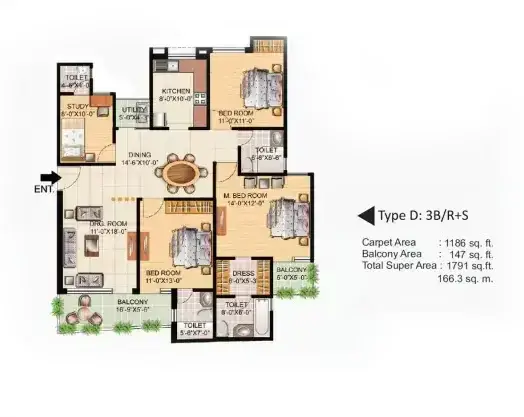 TOILET
4'-6"X4'-0"
STUDY
8'-0"X10'-0"
UTILITY
5'-0"X4'-3"
KITCHEN
8'-0"X10'-0"
BED ROOM
11'-0"X11'-0"
DINING
14'-6"X10'-0"
TOILET
5'-6"X8'-6"
ENT.
M. BED ROOM
14'-0"X12'-0"
DRG. ROOM
11'-0"X18'-0"
BED ROOM
11'-0"X13'-0"
DRESS
8'-0"X5'-3
BALCONY
5'-0"X5'-0"
BALCONY
16'-9"X5'-0"
TOILET
5'-6"X7'-0"
TOILET
8'-0"X6'-0"
Type D: 3B/R+S
Carpet Area : 1186 sq. ft.
Balcony Area : 147 sq. ft.
Total Super Area : 1791 sq.ft.
166.3 sq. m.